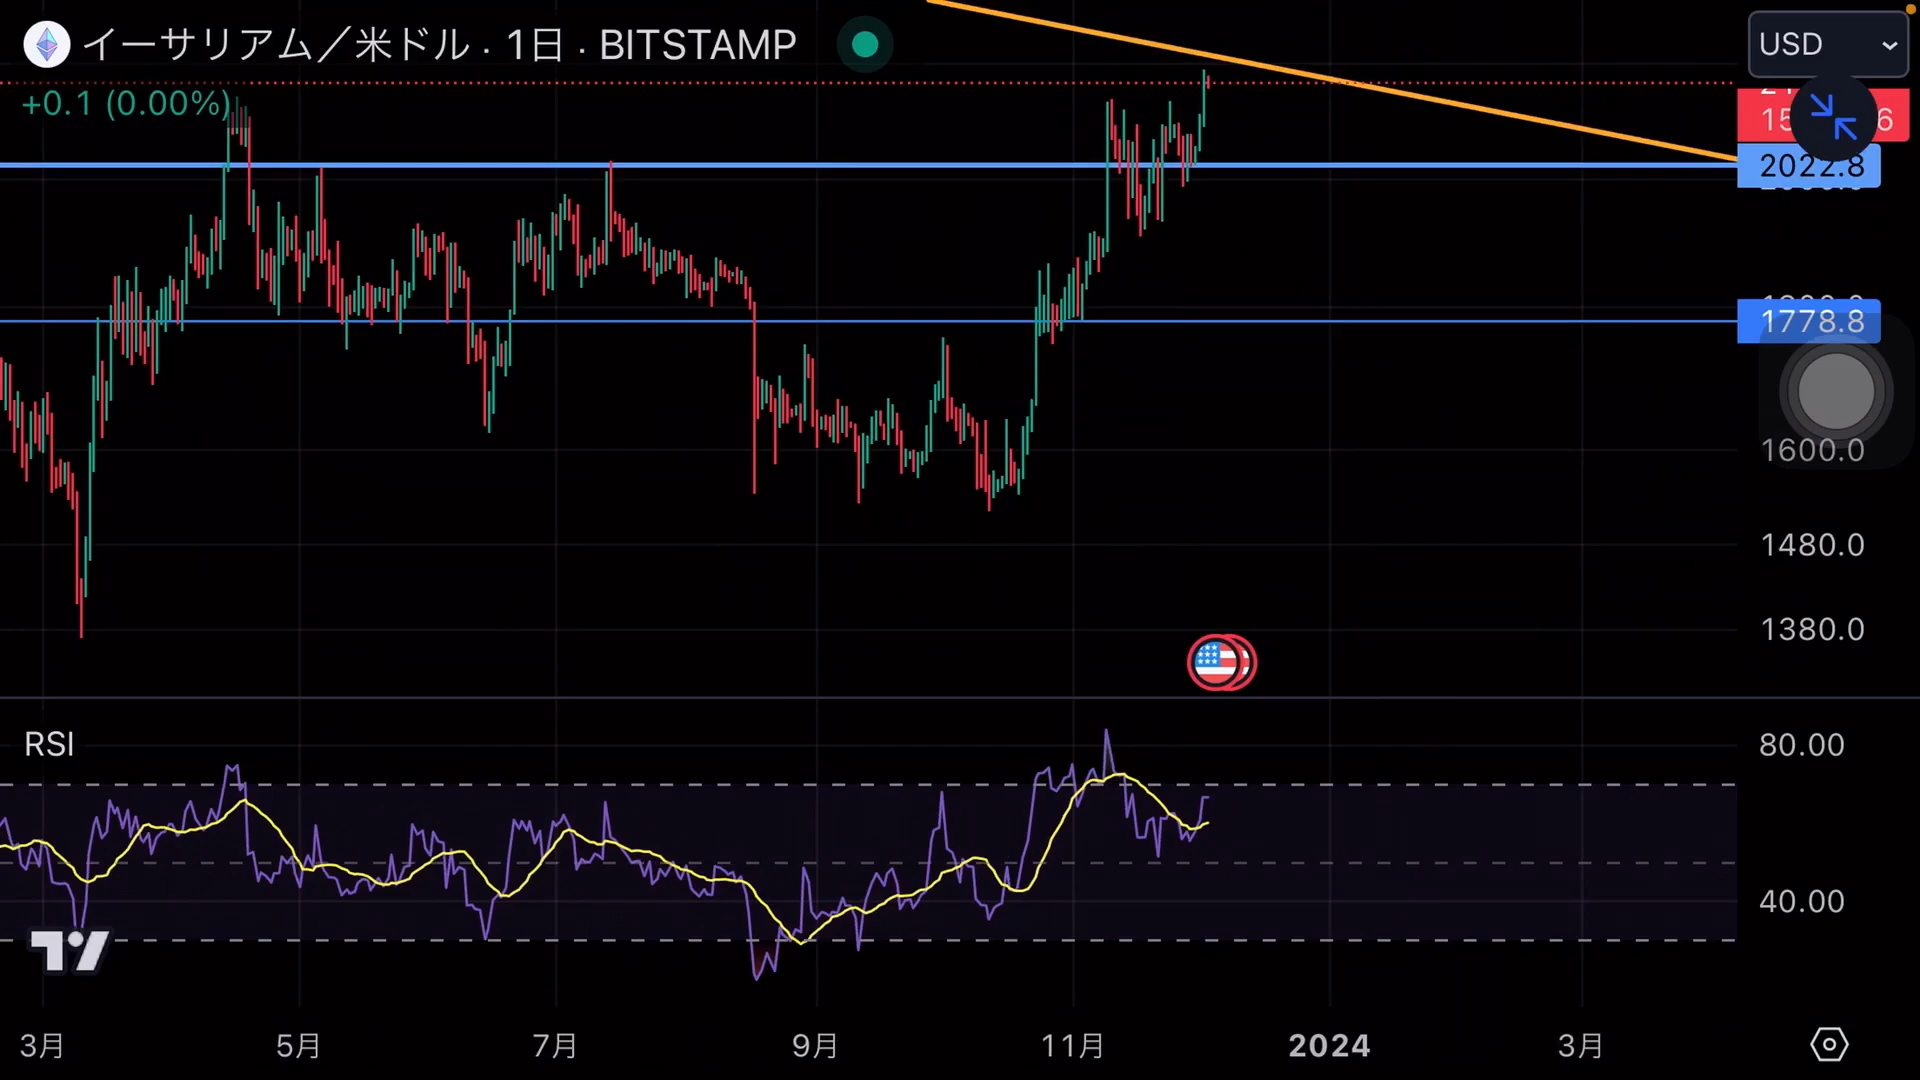 イーサリアム／米ドル · 1日 · BITSTAMP
USD
+0.1 (0.00%)
2022.8
1778.8
1600.0
1480.0
1380.0
RSI
80.00
40.00
3月 5月 7月 9月 11月 2024 3月